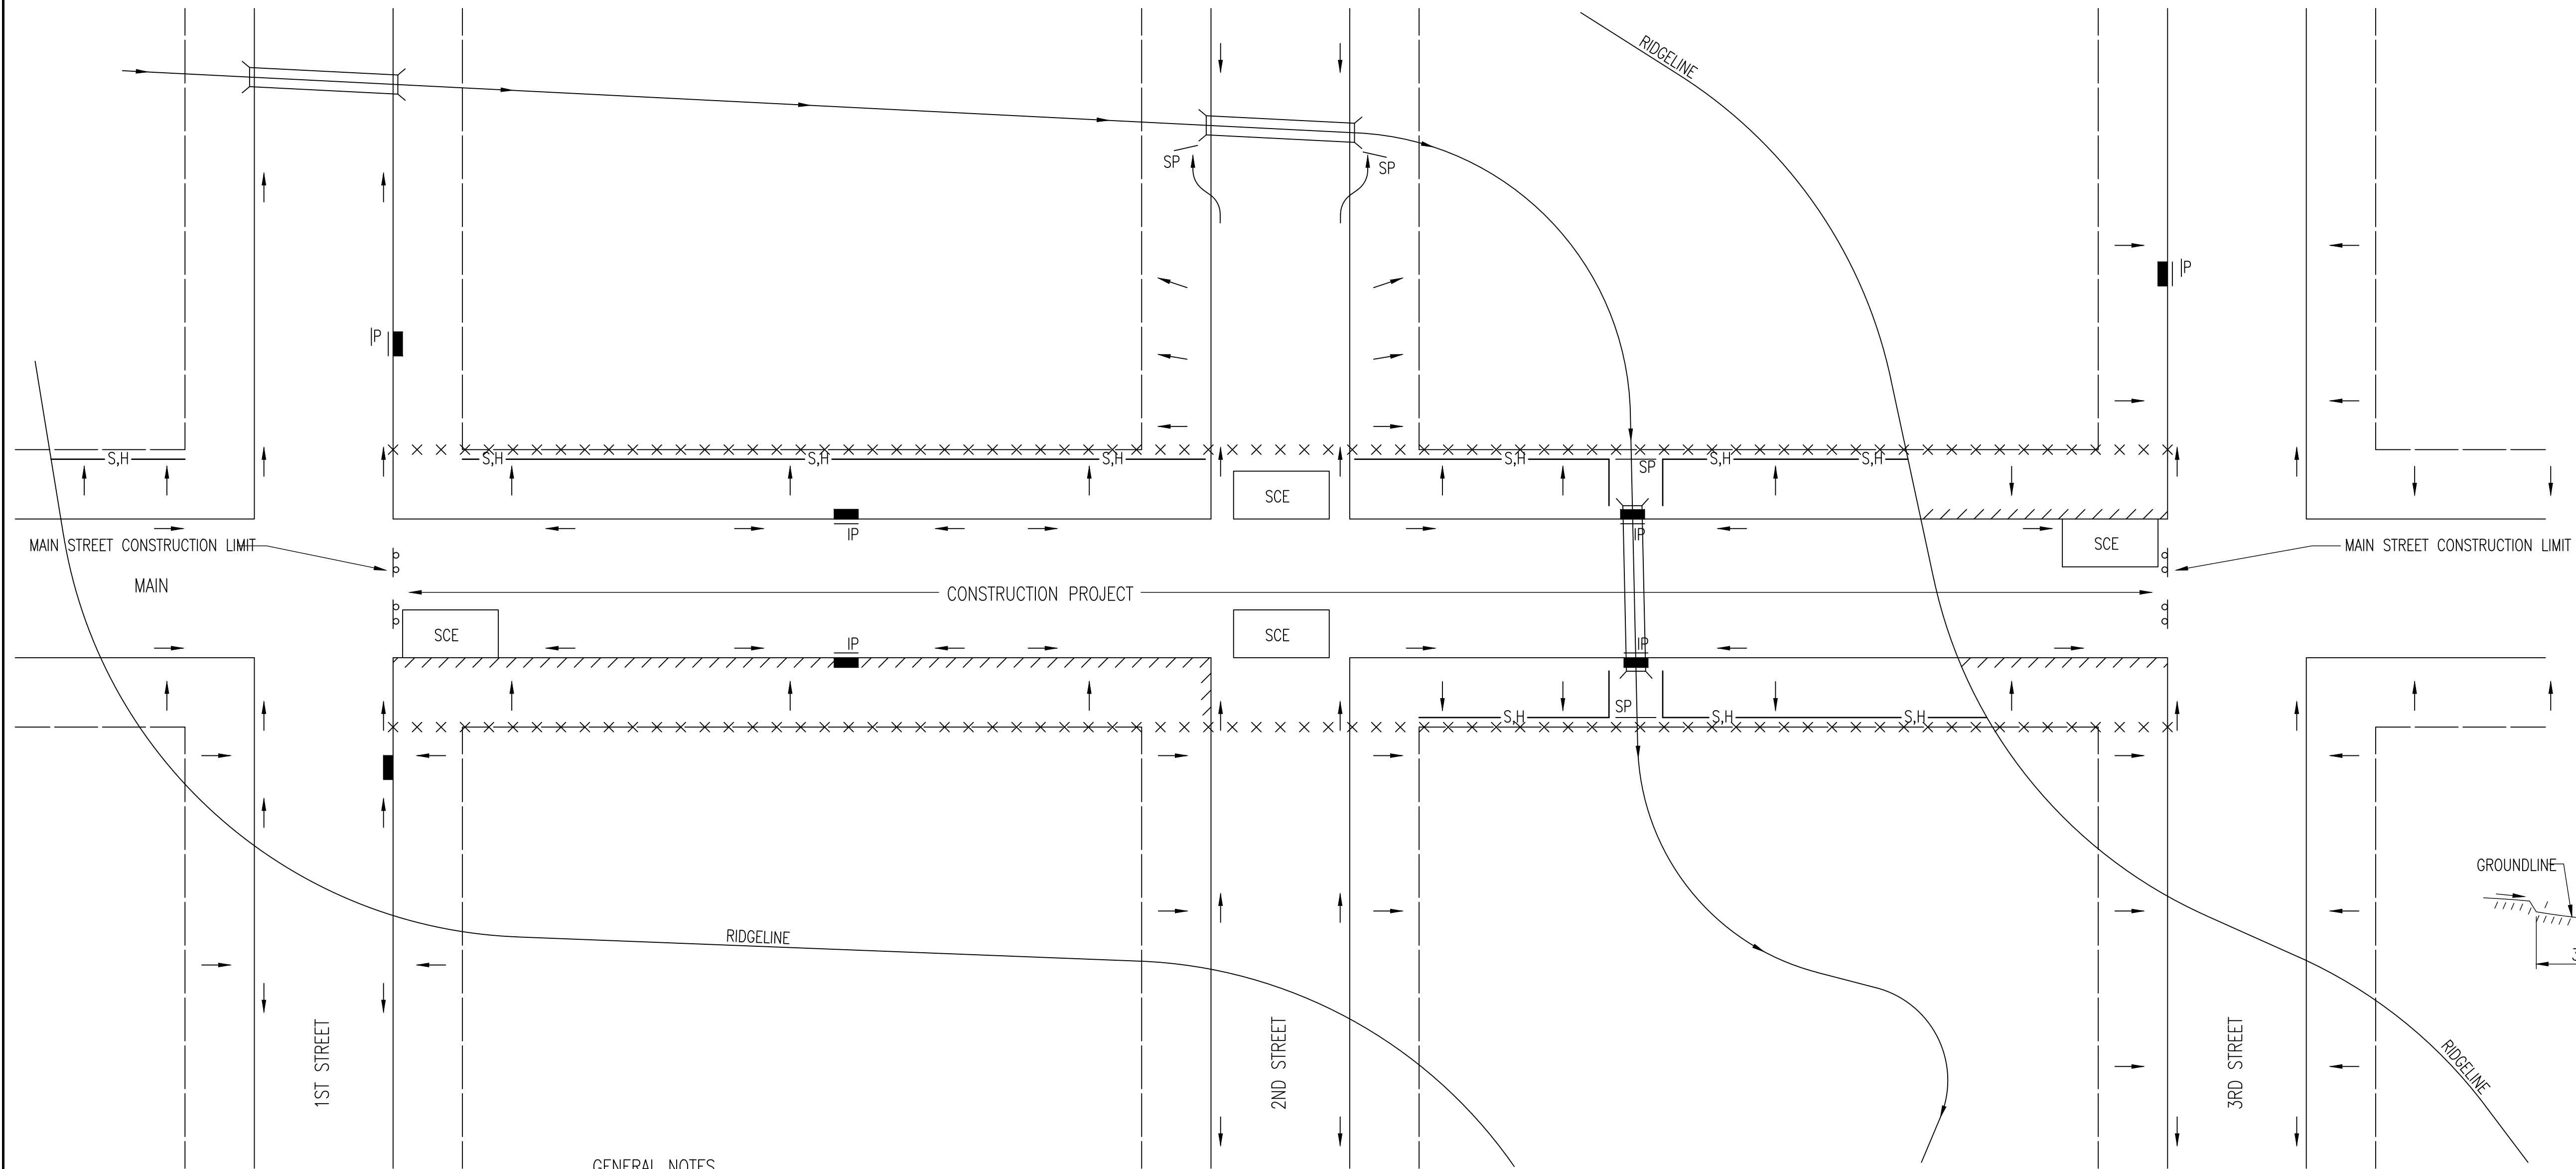 RIDGELINE
SP
SP
IP
IP
S,H
S,H
S,H
S,H
S,H
SP
S,H
S,H
SCE
IP
IP
MAIN STREET CONSTRUCTION LIMIT
SCE
MAIN STREET CONSTRUCTION LIMIT
MAIN
CONSTRUCTION PROJECT
SCE
SCE
IP
IP
SP
S,H
S,H
S,H
GROUNDLINE
RIDGELINE
1ST STREET
2ND STREET
3RD STREET
RIDGELINE
GENERAL NOTES